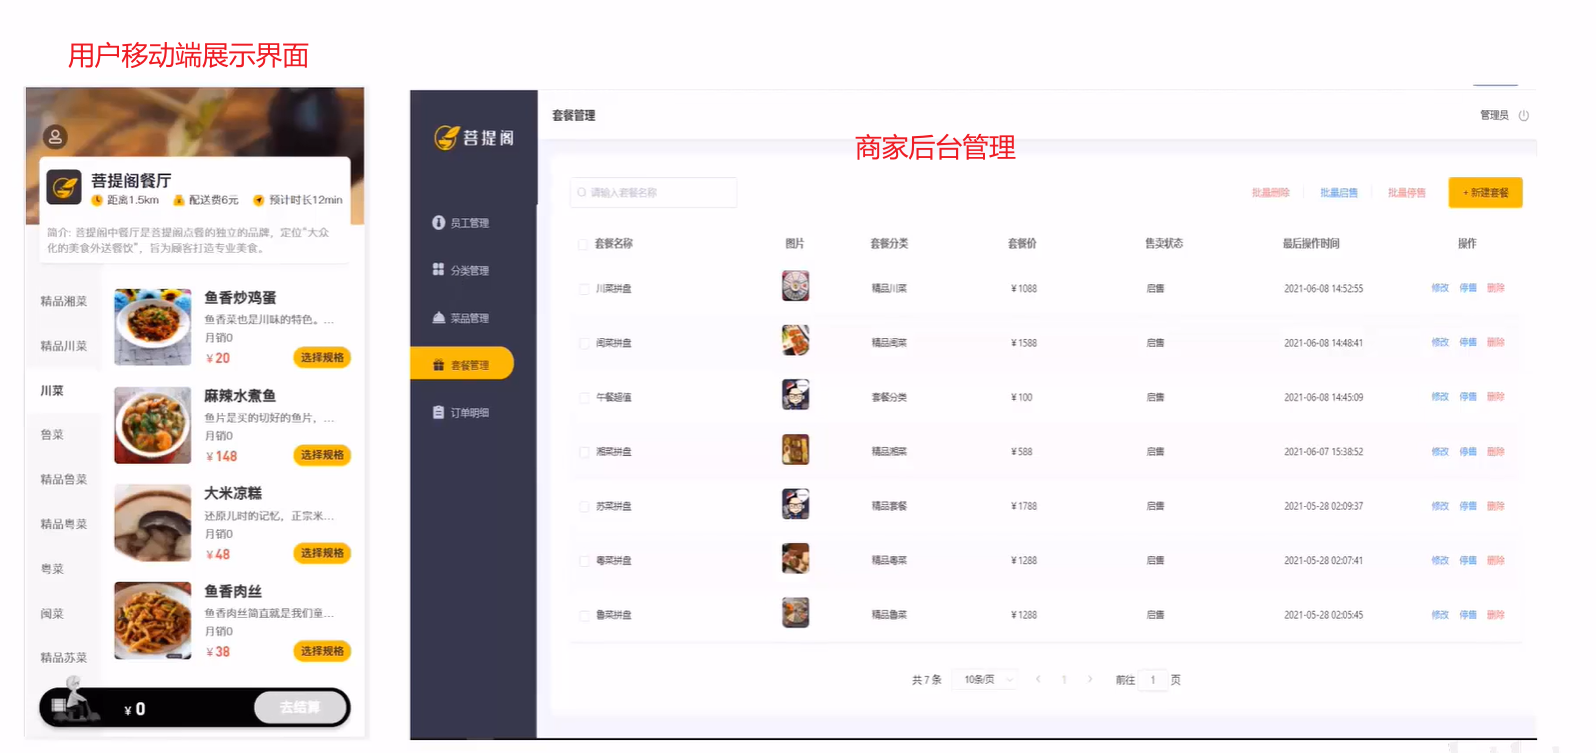 用户移动端展示界面
菩提阁餐厅
距离1.5km 配送费6元 预计时长12min
简介: 菩提阁中餐厅是菩提阁点餐的独立的品牌，定位“大众
化的美食外送餐饮”，旨为顾客打造专业美食。
精品湘菜
精品川菜
川菜
鲁菜
精品鲁菜
精品粤菜
粤菜
闽菜
精品苏菜
鱼香炒鸡蛋
鱼香菜也是川味的特色。...
月销0
¥20 选择规格
麻辣水煮鱼
鱼片是买的切好的鱼片，...
月销0
¥148 选择规格
大米凉糕
还原儿时的记忆，正宗米...
月销0
¥48 选择规格
鱼香肉丝
鱼香肉丝简直就是我们童...
月销0
¥38 选择规格
¥0 去结算
商家后台管理
菩提阁
员工管理
分类管理
菜品管理
套餐管理
订单明细
套餐管理 管理员
请输入套餐名称 批量删除 批量启售 批量停售 + 新建套餐
套餐名称 图片 套餐分类 套餐价 售卖状态 最后操作时间 操作
川菜拼盘 精品川菜 ¥1088 启售 2021-06-08 14:52:55 修改 停售 删除
闽菜拼盘 精品闽菜 ¥1588 启售 2021-06-08 14:48:41 修改 停售 删除
午餐超值 套餐分类 ¥100 启售 2021-06-08 14:45:09 修改 停售 删除
湘菜拼盘 精品湘菜 ¥588 启售 2021-06-07 15:38:52 修改 停售 删除
苏菜拼盘 精品套餐 ¥1788 启售 2021-05-28 02:09:37 修改 停售 删除
粤菜拼盘 精品粤菜 ¥1288 启售 2021-05-28 02:07:41 修改 停售 删除
鲁菜拼盘 精品鲁菜 ¥1288 启售 2021-05-28 02:05:45 修改 停售 删除
共 7 条 10条/页 1 前往 1 页